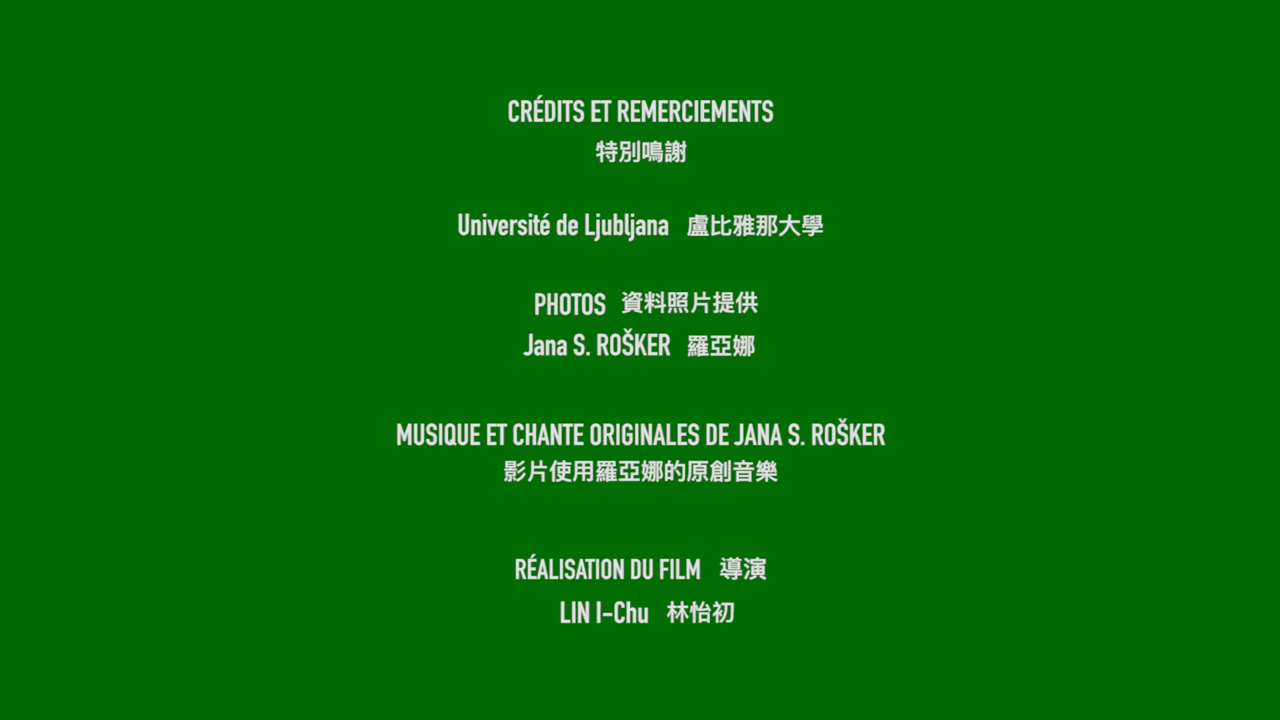 CRÉDITS ET REMERCIEMENTS
特別鳴謝
Université de Ljubljana 盧比雅那大學
PHOTOS 資料照片提供
Jana S. ROŠKER 羅亞娜
MUSIQUE ET CHANTE ORIGINALES DE JANA S. ROŠKER
影片使用羅亞娜的原創音樂
RÉALISATION DU FILM 導演
LIN I-Chu 林怡初